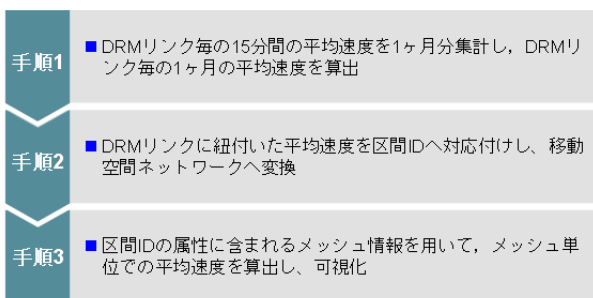 手順1
■DRMリンク毎の15分間の平均速度を1ヶ月分集計し，DRMリ
ンク毎の1ヶ月の平均速度を算出
手順2
■DRMリンクに紐付いた平均速度を区間IDへ対応付けし、移動
空間ネットワークへ変換
手順3
■区間IDの属性に含まれるメッシュ情報を用いて，メッシュ単
位での平均速度を算出し、可視化